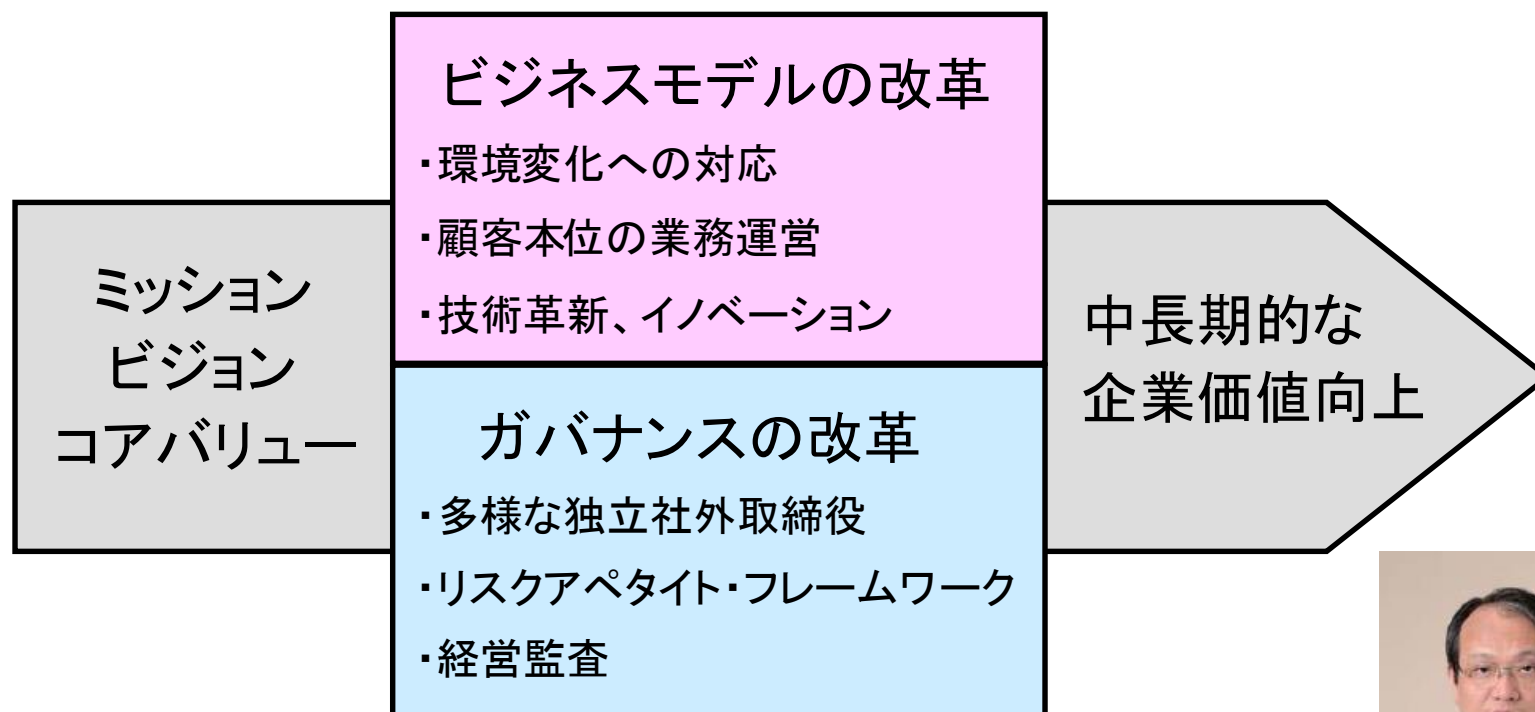 ミッション
ビジョン
コアバリュー
ビジネスモデルの改革
・環境変化への対応
・顧客本位の業務運営
・技術革新、イノベーション
ガバナンスの改革
・多様な独立社外取締役
・リスクアペタイト・フレームワーク
・経営監査
中長期的な
企業価値向上